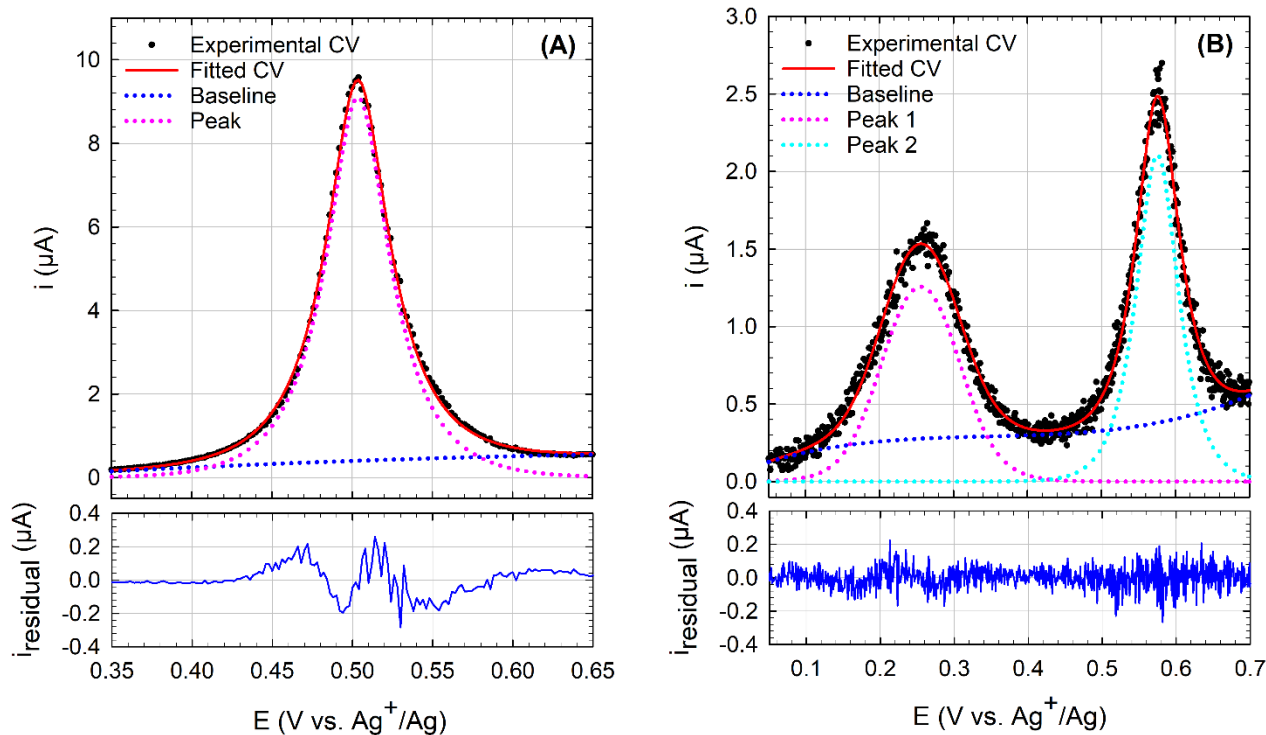 (A)
Experimental CV
Fitted CV
Baseline
Peak
10
8
6
4
2
0
i (µA)
0.4
0.2
0.0
-0.2
-0.4
i residual (µA)
0.35 0.40 0.45 0.50 0.55 0.60 0.65
E (V vs. Ag⁺/Ag)
(B)
Experimental CV
Fitted CV
Baseline
Peak 1
Peak 2
3.0
2.5
2.0
1.5
1.0
0.5
0.0
i (µA)
0.4
0.2
0.0
-0.2
-0.4
i residual (µA)
0.1 0.2 0.3 0.4 0.5 0.6 0.7
E (V vs. Ag⁺/Ag)